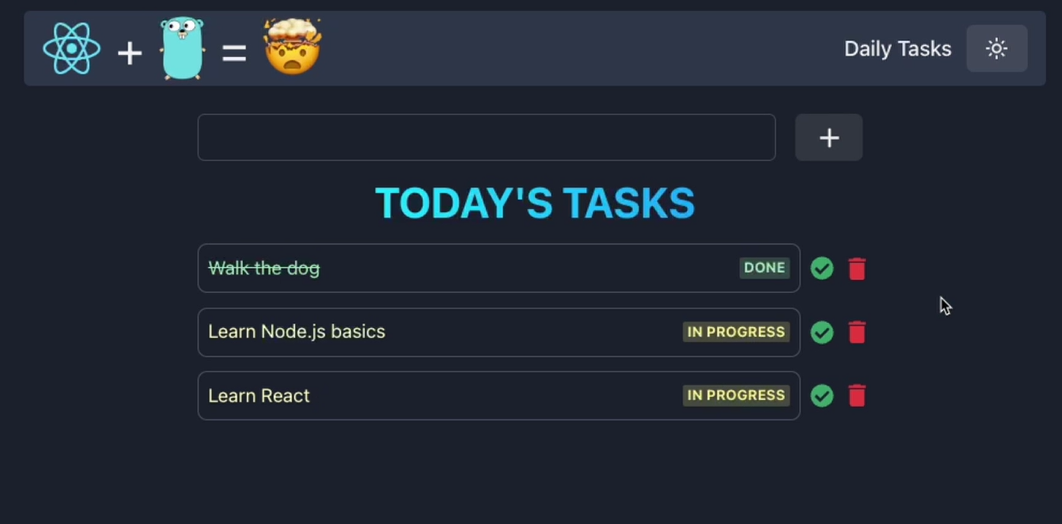 + =
Daily Tasks
+
TODAY'S TASKS
Walk the dog DONE
Learn Node.js basics IN PROGRESS
Learn React IN PROGRESS